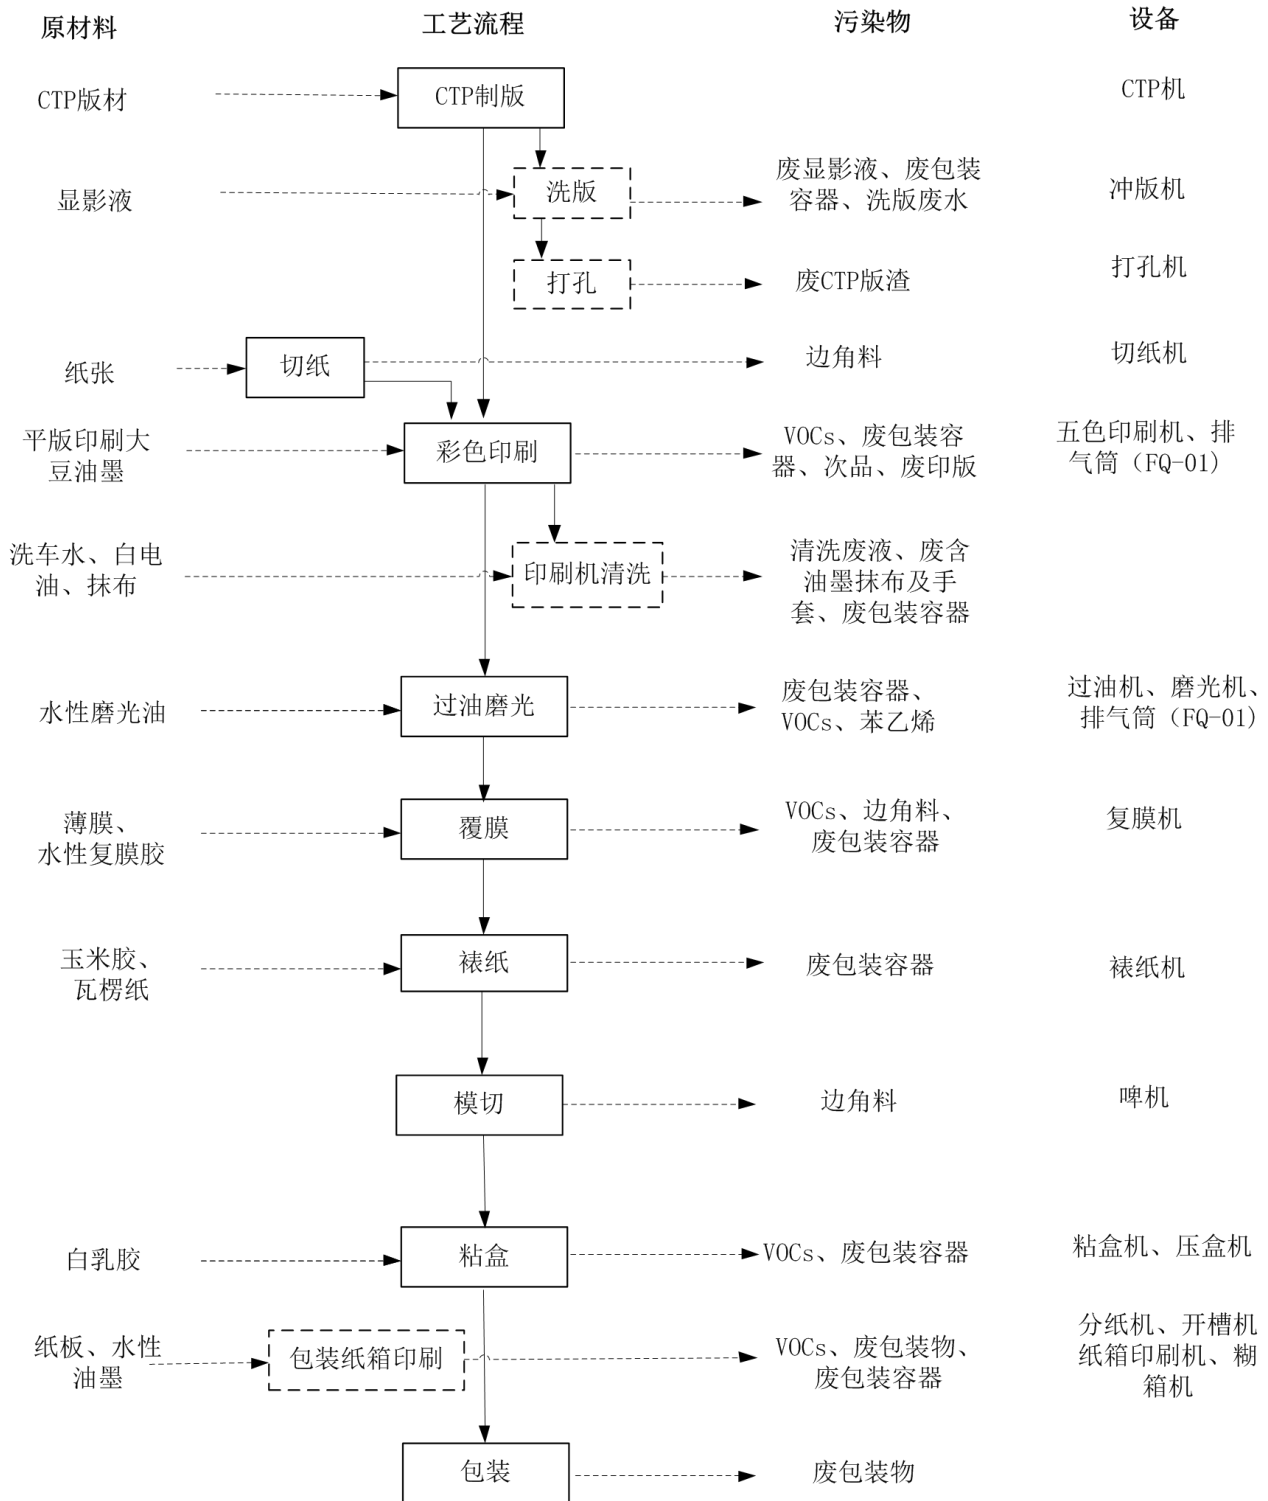 原材料
工艺流程
污染物
设备
CTP版材
CTP制版
CTP机
显影液
洗版
废显影液、废包装
容器、洗版废水
冲版机
打孔
废CTP版渣
打孔机
纸张
切纸
边角料
切纸机
平版印刷大
豆油墨
彩色印刷
VOCs、废包装容
器、次品、废印版
五色印刷机、排
气筒（FQ-01)
洗车水、白电
油、抹布
印刷机清洗
清洗废液、废含
油墨抹布及手
套、废包装容器
水性磨光油
过油磨光
废包装容器、
VOCs、苯乙烯
过油机、磨光机、
排气筒（FQ-01)
薄膜、
水性复膜胶
覆膜
VOCs、边角料、
废包装容器
复膜机
玉米胶、
瓦楞纸
裱纸
废包装容器
裱纸机
模切
边角料
啤机
白乳胶
粘盒
VOCs、废包装容器
粘盒机、压盒机
纸板、水性
油墨
包装纸箱印刷
VOCs、废包装物、
废包装容器
分纸机、开槽机
纸箱印刷机、糊
箱机
包装
废包装物